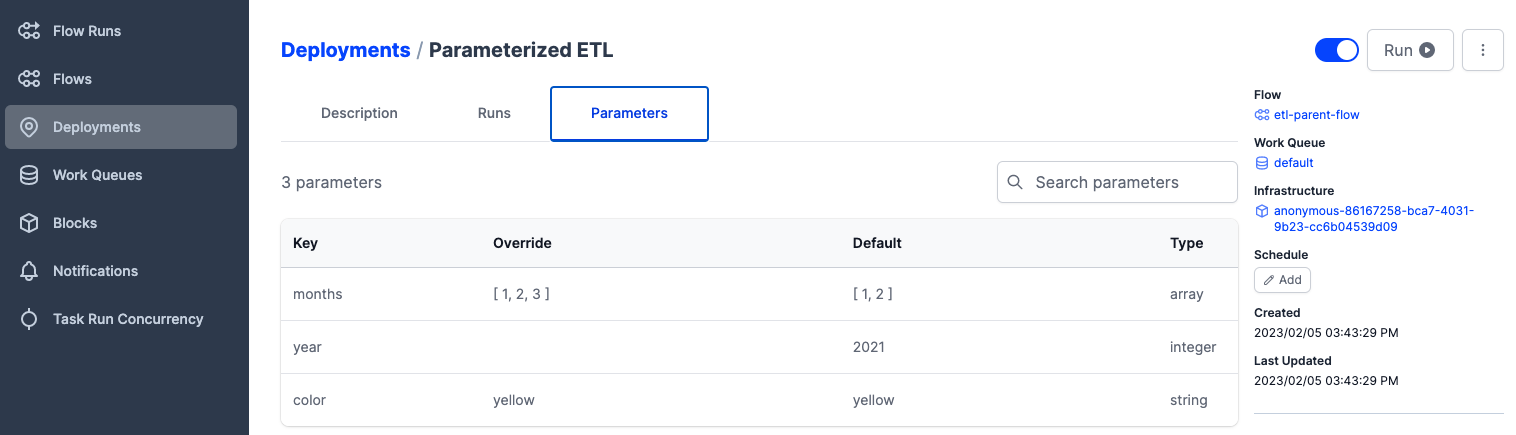 Flow Runs
Flows
Deployments
Work Queues
Blocks
Notifications
Task Run Concurrency
Deployments / Parameterized ETL
Run
Description Runs Parameters
3 parameters
Search parameters
Key Override Default Type
months [ 1, 2, 3 ] [ 1, 2 ] array
year 2021 integer
color yellow yellow string
Flow
etl-parent-flow
Work Queue
default
Infrastructure
anonymous-86167258-bca7-4031-
9b23-cc6b04539d09
Schedule
Add
Created
2023/02/05 03:43:29 PM
Last Updated
2023/02/05 03:43:29 PM